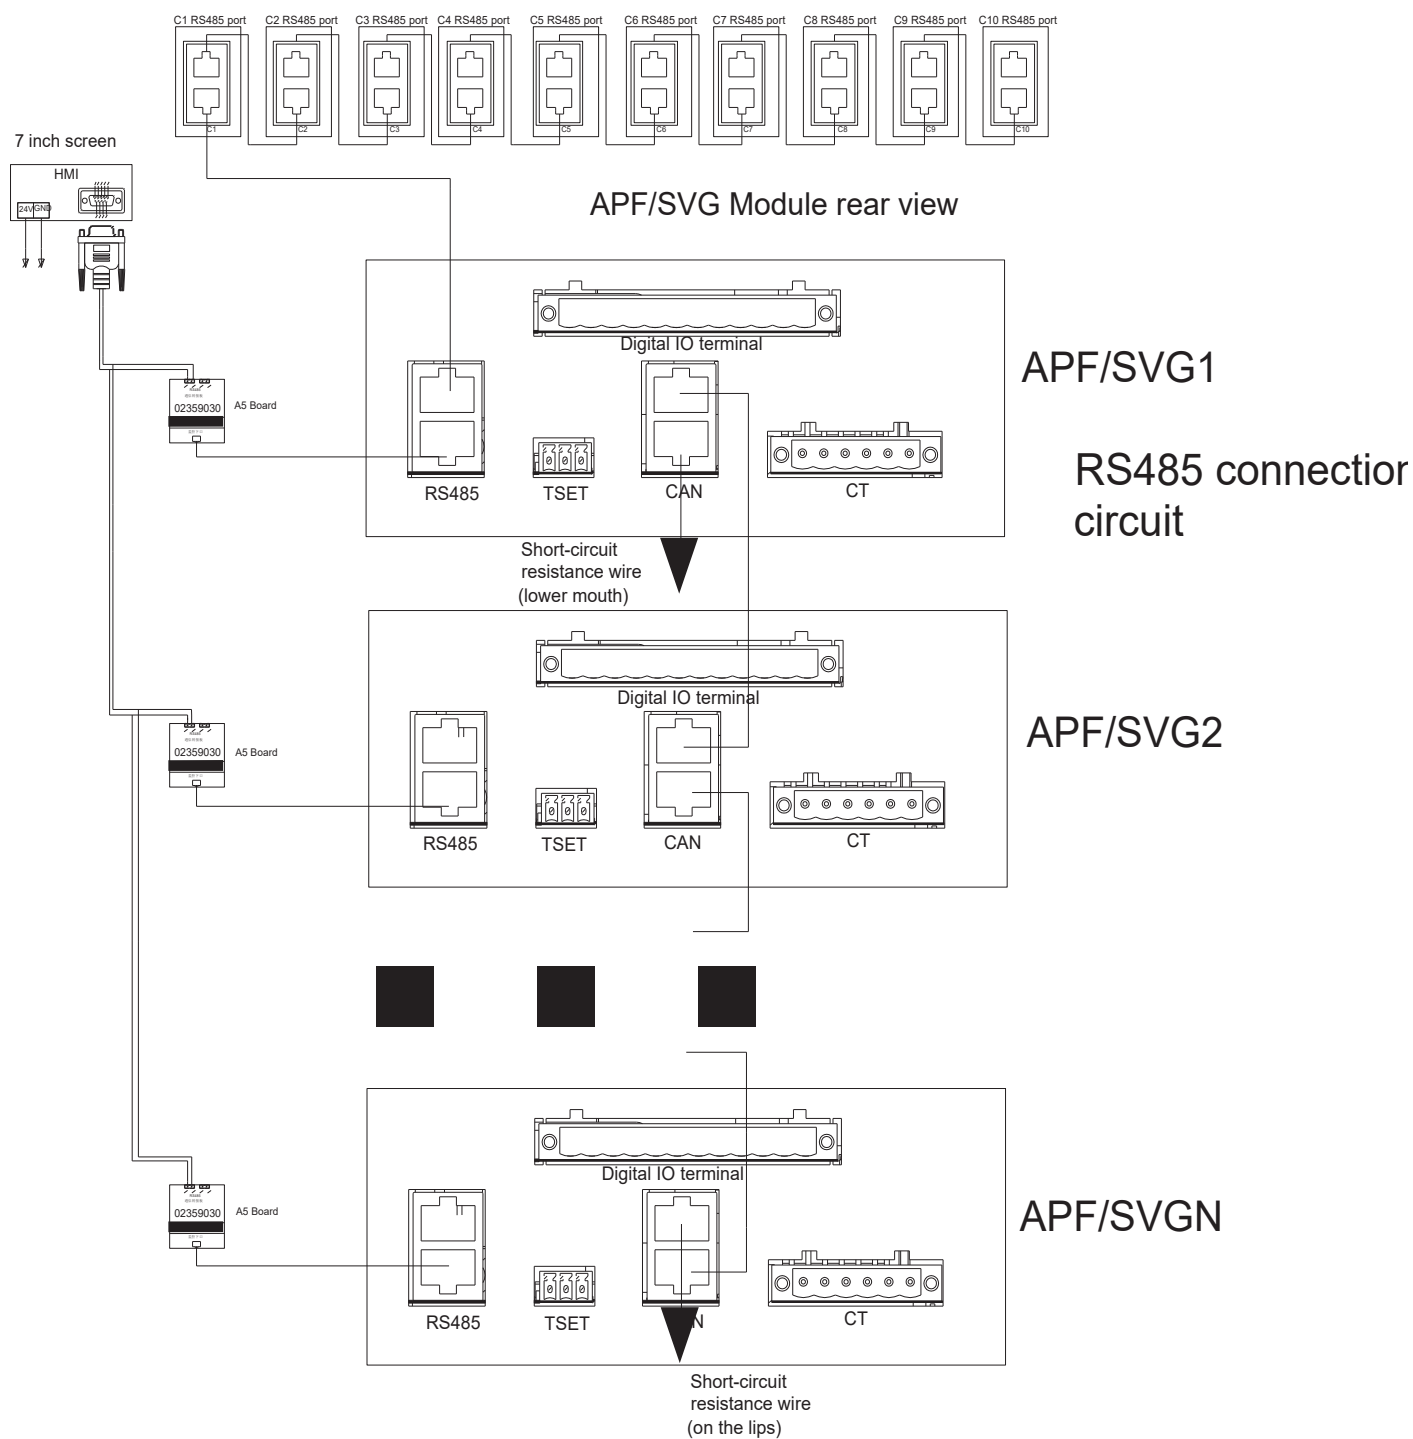 C1 RS485 port
C2 RS485 port
C3 RS485 port
C4 RS485 port
C5 RS485 port
C6 RS485 port
C7 RS485 port
C8 RS485 port
C9 RS485 port
C10 RS485 port
C1
C2
C3
C4
C5
C6
C7
C8
C9
C10
7 inch screen
HMI
24V GND
APF/SVG Module rear view
Digital IO terminal
APF/SVG1
RS485
02359030
A5 Board
RS485
TSET
CAN
CT
RS485 connection
circuit
Short-circuit
resistance wire
(lower mouth)
Digital IO terminal
APF/SVG2
RS485
02359030
A5 Board
RS485
TSET
CAN
CT
Digital IO terminal
APF/SVGN
RS485
02359030
A5 Board
RS485
TSET
CT
Short-circuit
resistance wire
(on the lips)